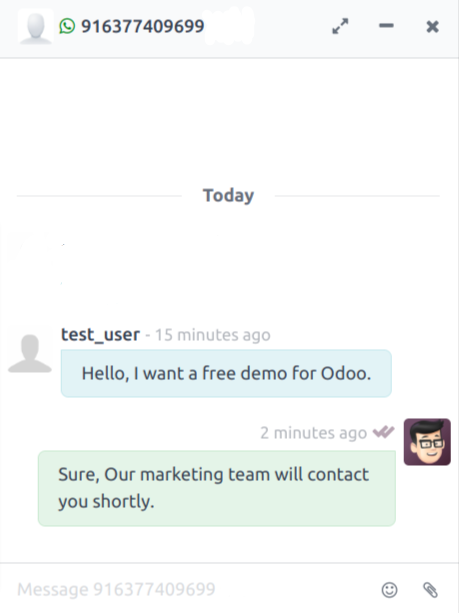 916377409699
Today
test_user - 15 minutes ago
Hello, I want a free demo for Odoo.
2 minutes ago
Sure, Our marketing team will contact
you shortly.
Message 916377409699